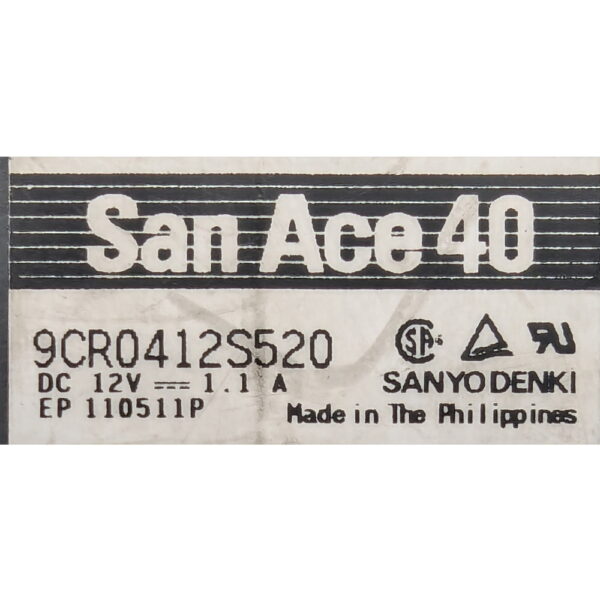 San Ace 40
9CR0412S520
DC 12V ⎓ 1.1 A
EP 110511P
SANYO DENKI
Made in The Philippines